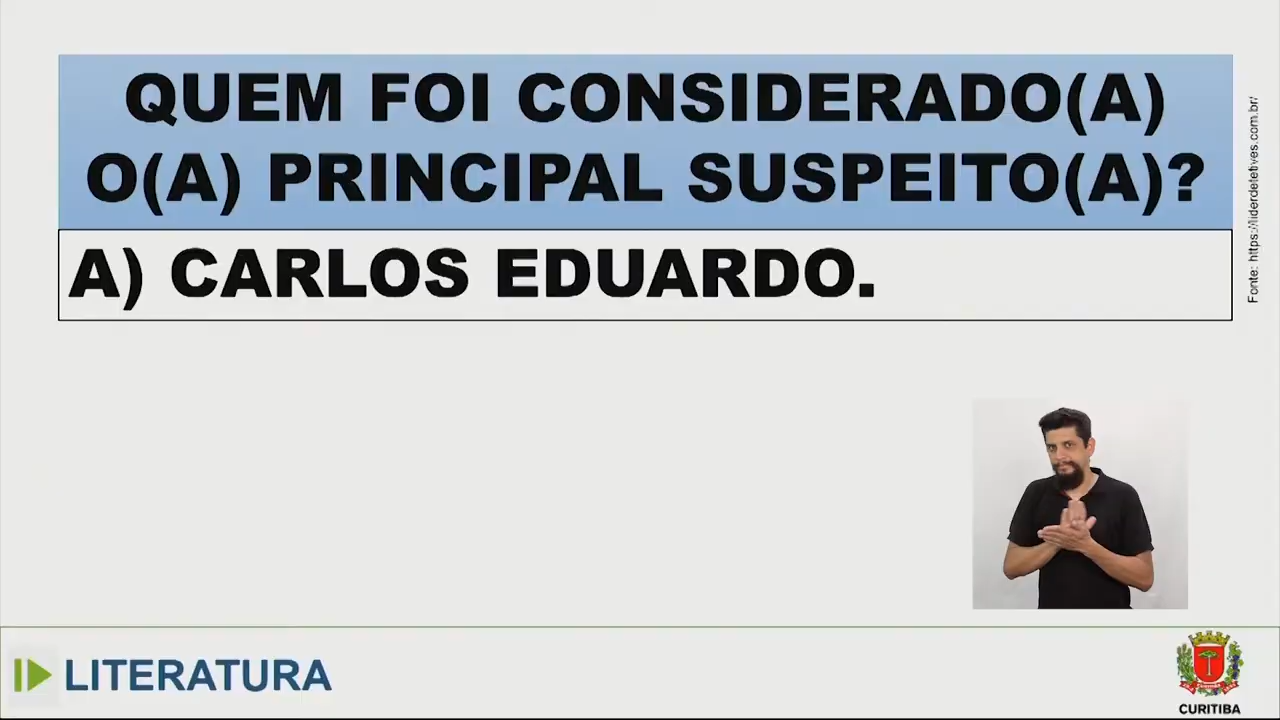 QUEM FOI CONSIDERADO(A)
O(A) PRINCIPAL SUSPEITO(A)?
A) CARLOS EDUARDO.
Fonte: https://liderdetetives.com.br/
LITERATURA
CURITIBA